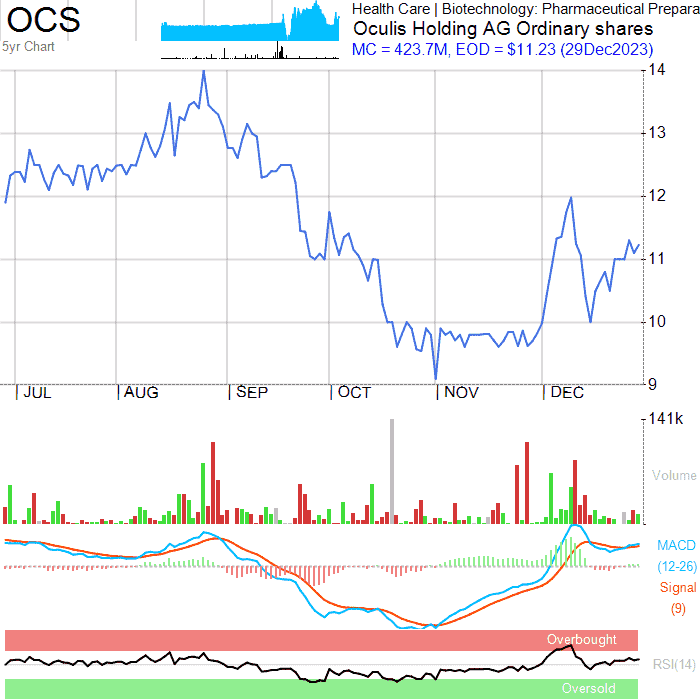 OCS
5yr Chart
Health Care | Biotechnology: Pharmaceutical Prepara
Oculis Holding AG Ordinary shares
MC = 423.7M, EOD = $11.23 (29Dec2023)
14
13
12
11
10
9
JUL AUG SEP OCT NOV DEC
141k
Volume
MACD
(12-26)
Signal
(9)
Overbought
RSI(14)
Oversold